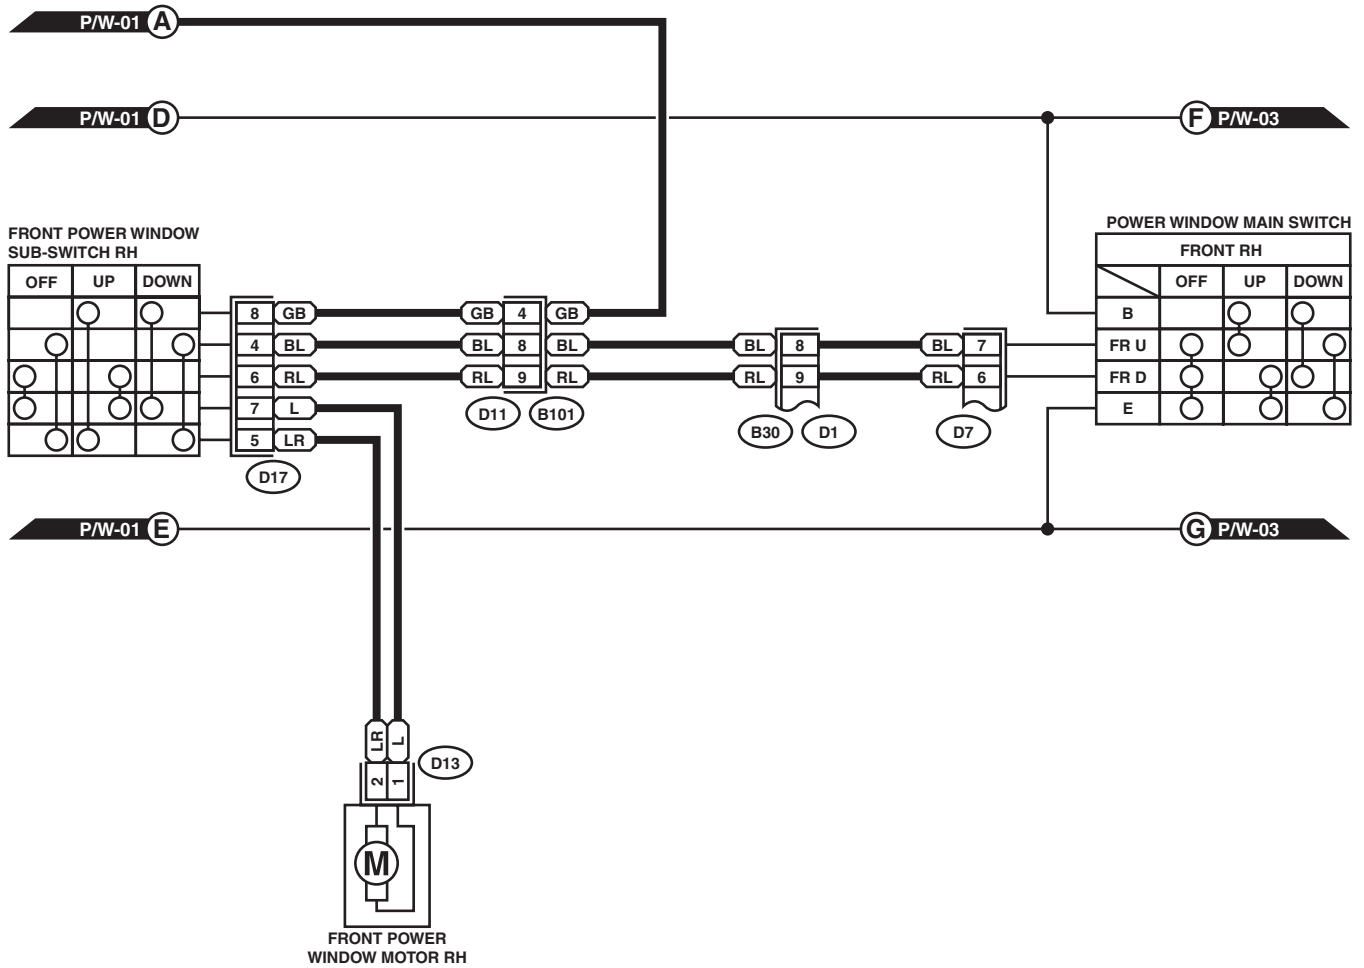 P/W-01 A
P/W-01 D
F P/W-03
FRONT POWER WINDOW
SUB-SWITCH RH
OFF UP DOWN
8 GB
4 BL
6 RL
7 L
5 LR
D17
GB 4 GB
BL 8 BL
RL 9 RL
D11 B101
BL 8
RL 9
B30 D1
BL 7
RL 6
D7
POWER WINDOW MAIN SWITCH
FRONT RH
OFF UP DOWN
B
FR U
FR D
E
P/W-01 E
G P/W-03
LR L
2 1
D13
M
FRONT POWER
WINDOW MOTOR RH